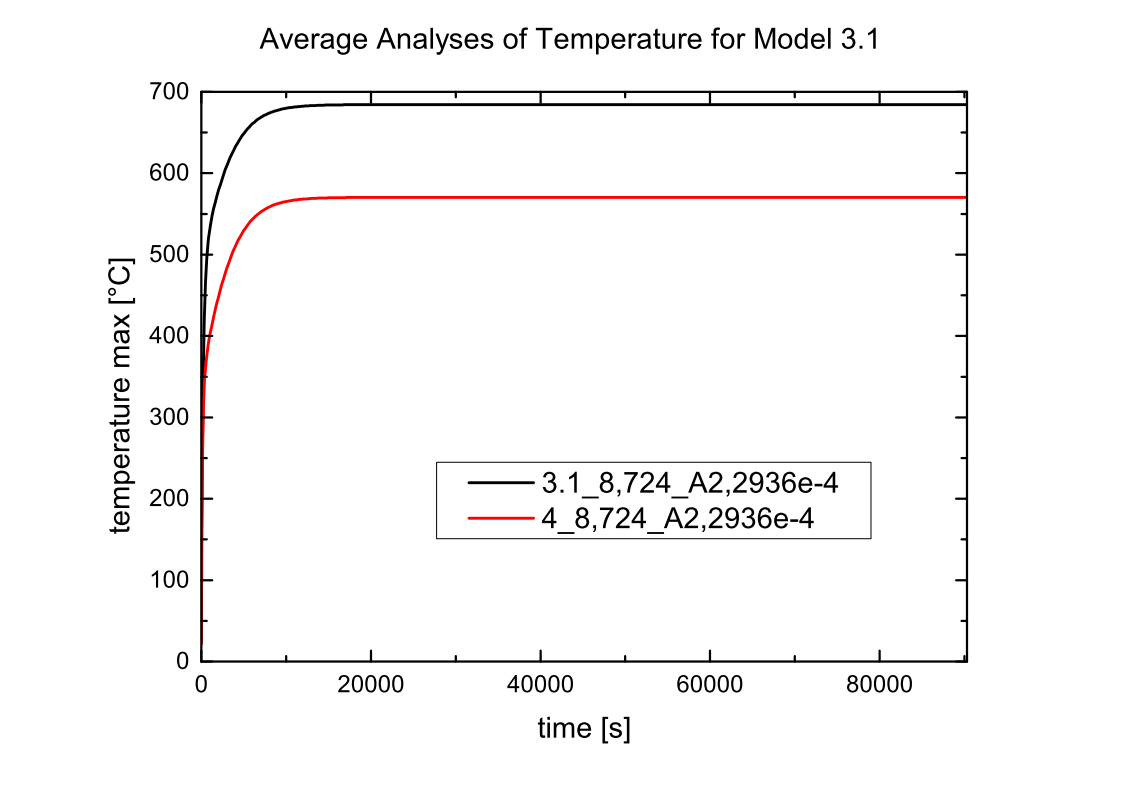 Average Analyses of Temperature for Model 3.1
700
600
500
400
300
200
100
0
temperature max [°C]
3.1_8,724_A2,2936e-4
4_8,724_A2,2936e-4
0 20000 40000 60000 80000
time [s]